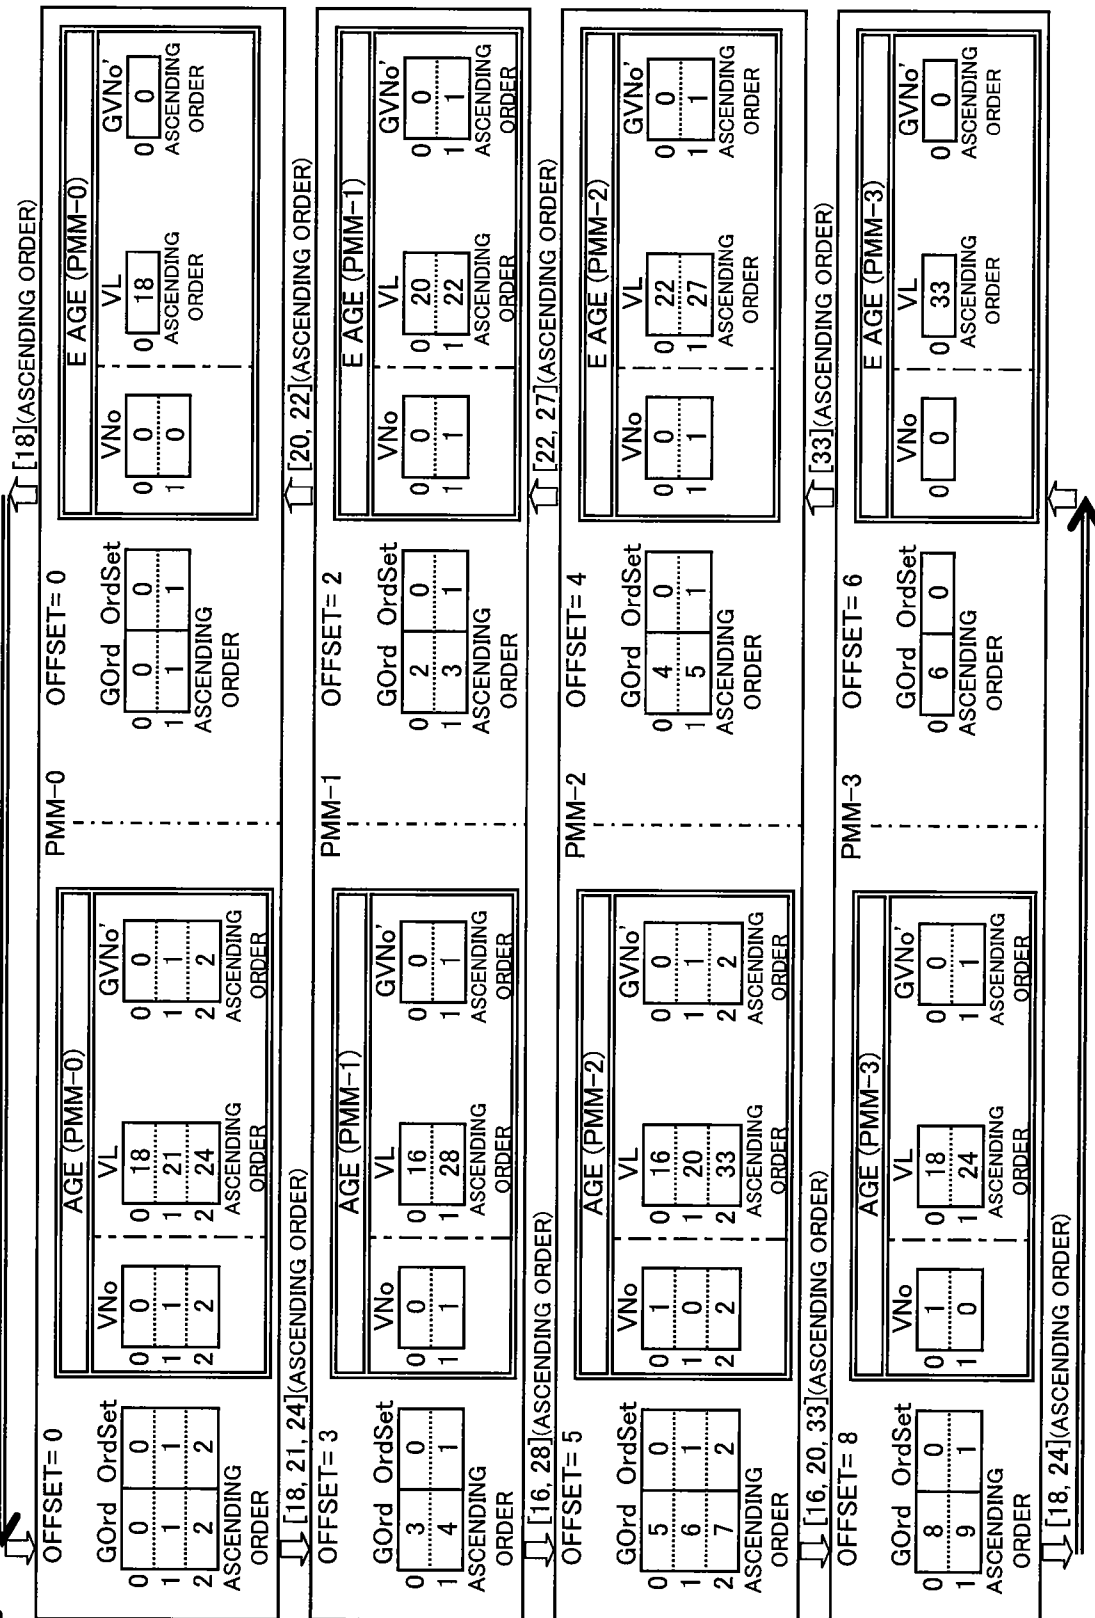 [18](ASCENDING ORDER)
OFFSET= 0
GOrd OrdSet
0 0 0
1 1 1
2 2 2
ASCENDING
ORDER
AGE (PMM-0)
VNo VL GVNo'
0 0 0 18 0 0
1 1 1 21 1 1
2 2 2 24 2 2
ASCENDING ASCENDING
ORDER ORDER
PMM-0
OFFSET= 0
GOrd OrdSet
0 0 0
1 1 1
ASCENDING
ORDER
E AGE (PMM-0)
VNo VL GVNo'
0 0 0 18 0 0
1 0
ASCENDING ASCENDING
ORDER ORDER
[18, 21, 24](ASCENDING ORDER)
[20, 22](ASCENDING ORDER)
OFFSET= 3
GOrd OrdSet
0 3 0
1 4 1
ASCENDING
ORDER
AGE (PMM-1)
VNo VL GVNo'
0 0 0 16 0 0
1 1 1 28 1 1
ASCENDING ASCENDING
ORDER ORDER
PMM-1
OFFSET= 2
GOrd OrdSet
0 2 0
1 3 1
ASCENDING
ORDER
E AGE (PMM-1)
VNo VL GVNo'
0 0 0 20 0 0
1 1 1 22 1 1
ASCENDING ASCENDING
ORDER ORDER
[16, 28](ASCENDING ORDER)
[22, 27](ASCENDING ORDER)
OFFSET= 5
GOrd OrdSet
0 5 0
1 6 1
2 7 2
ASCENDING
ORDER
AGE (PMM-2)
VNo VL GVNo'
0 1 0 16 0 0
1 0 1 20 1 1
2 2 2 33 2 2
ASCENDING ASCENDING
ORDER ORDER
PMM-2
OFFSET= 4
GOrd OrdSet
0 4 0
1 5 1
ASCENDING
ORDER
E AGE (PMM-2)
VNo VL GVNo'
0 0 0 22 0 0
1 1 1 27 1 1
ASCENDING ASCENDING
ORDER ORDER
[16, 20, 33](ASCENDING ORDER)
[33](ASCENDING ORDER)
OFFSET= 8
GOrd OrdSet
0 8 0
1 9 1
ASCENDING
ORDER
AGE (PMM-3)
VNo VL GVNo'
0 1 0 18 0 0
1 0 1 24 1 1
ASCENDING ASCENDING
ORDER ORDER
PMM-3
OFFSET= 6
GOrd OrdSet
0 6 0
ASCENDING
ORDER
E AGE (PMM-3)
VNo VL GVNo'
0 0 0 33 0 0
ASCENDING ASCENDING
ORDER ORDER
[18, 24](ASCENDING ORDER)